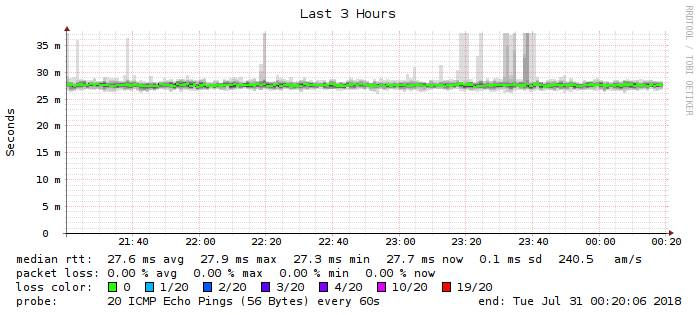 Last 3 Hours
RRDTOOL / TOBI OETIKER
Seconds
35 m
30 m
25 m
20 m
15 m
10 m
5 m
0
21:40 22:00 22:20 22:40 23:00 23:20 23:40 00:00 00:20
median rtt: 27.6 ms avg 27.9 ms max 27.3 ms min 27.7 ms now 0.1 ms sd 240.5 am/s
packet loss: 0.00 % avg 0.00 % max 0.00 % min 0.00 % now
loss color: 0 1/20 2/20 3/20 4/20 10/20 19/20
probe: 20 ICMP Echo Pings (56 Bytes) every 60s end: Tue Jul 31 00:20:06 2018